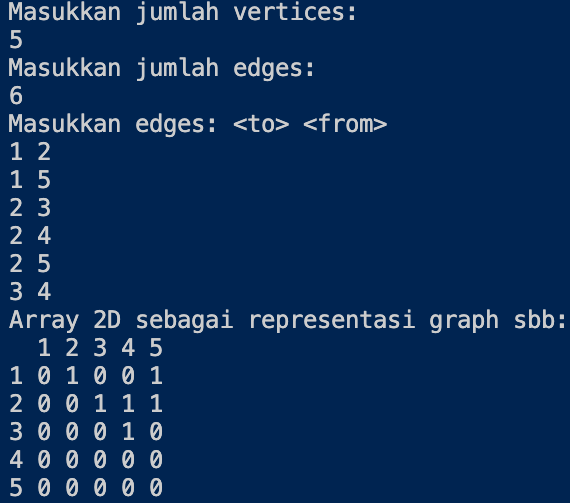 Masukkan jumlah vertices:
5
Masukkan jumlah edges:
6
Masukkan edges: <to> <from>
1 2
1 5
2 3
2 4
2 5
3 4
Array 2D sebagai representasi graph sbb:
  1 2 3 4 5
1 0 1 0 0 1
2 0 0 1 1 1
3 0 0 0 1 0
4 0 0 0 0 0
5 0 0 0 0 0